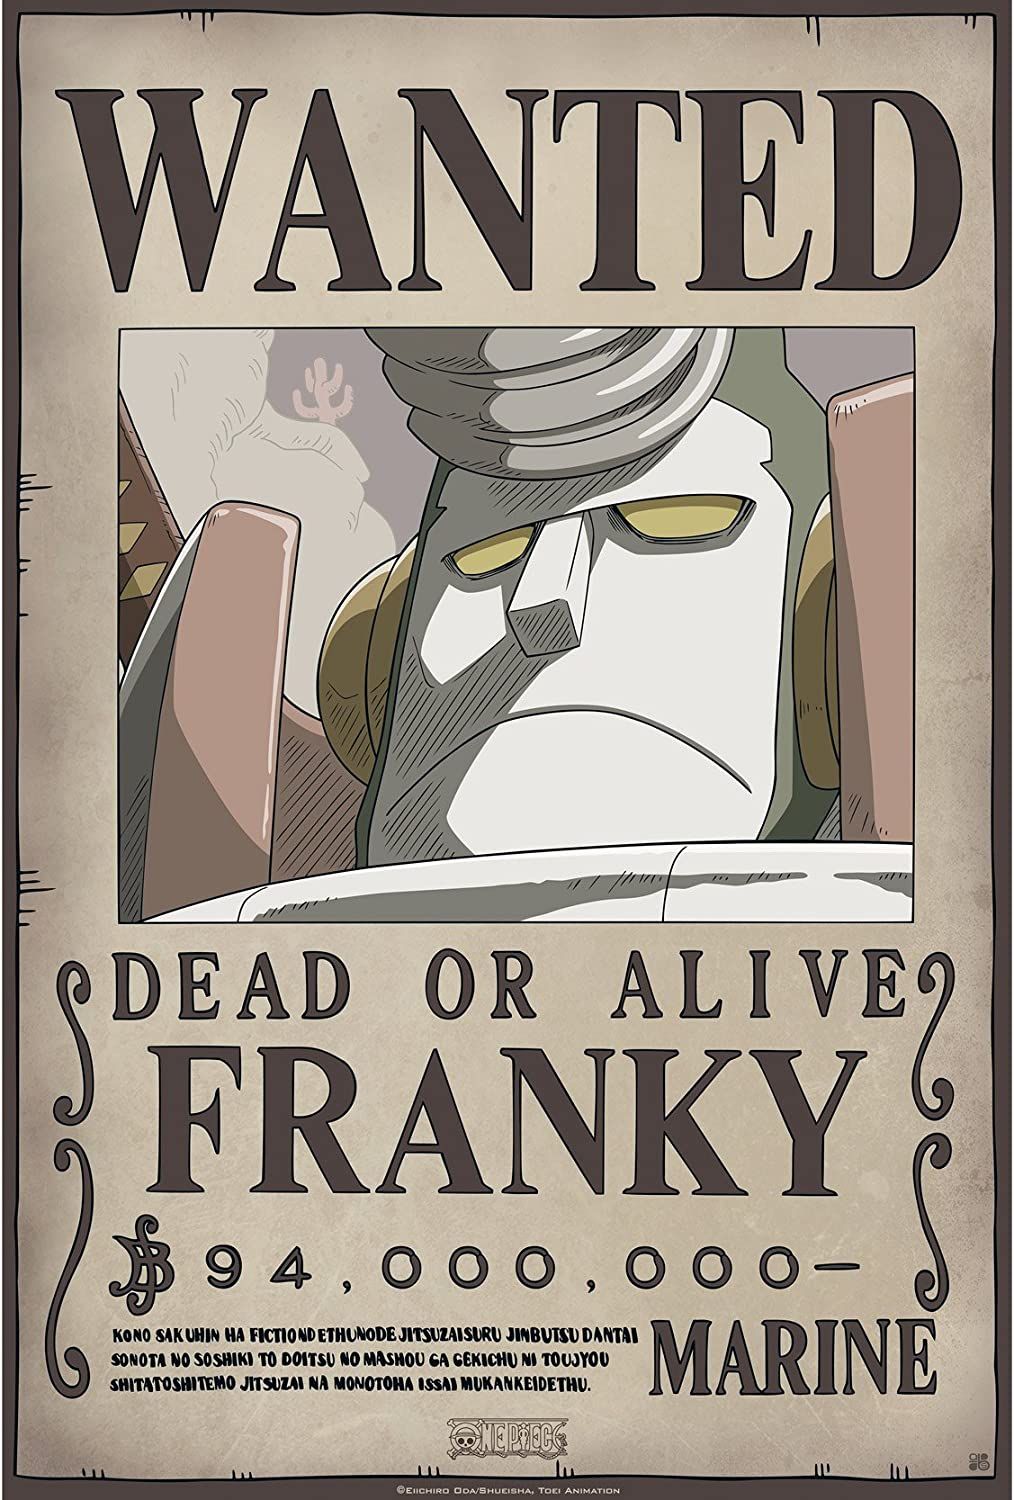 WANTED
DEAD OR ALIVE
FRANKY
฿94,000,000-
KONO SAKUHIN HA FICTIONDETHUNODE JITSUZAISURU JINBUTSU DANTAI
SONOTA NO SOSHIKI TO DOITSU NO MASHOU GA GEKICHU NI TOUJYOU
SHITATOSHITEMO JITSUZAI NA MONOTOHA ISSAI MUKANKEIDETHU.
MARINE
ONE PIECE
©EIICHIRO ODA/SHUEISHA, TOEI ANIMATION